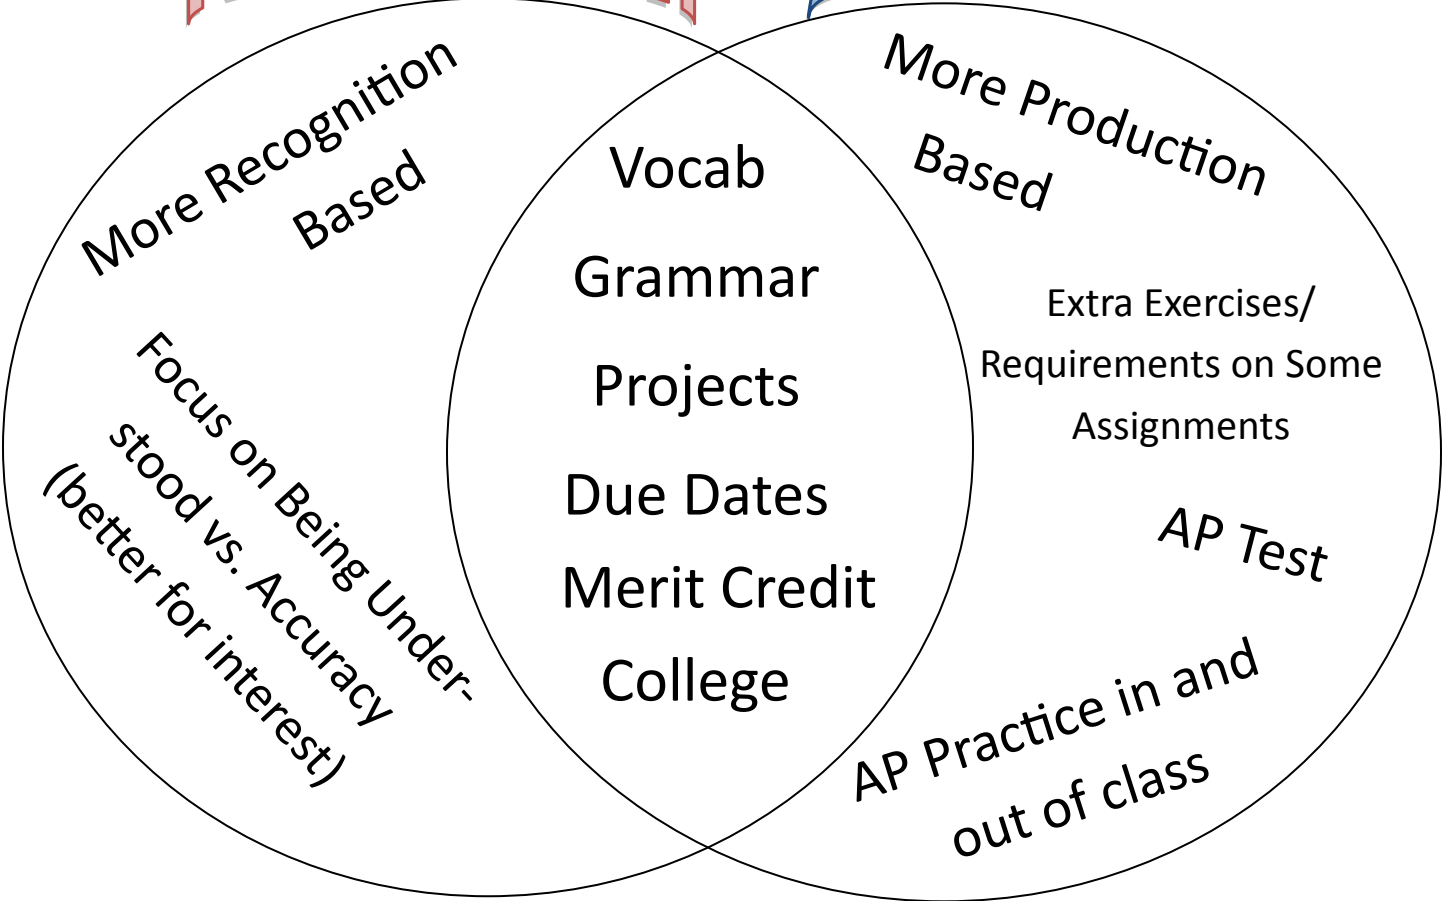 More Recognition
Based
Focus on Being Under-
stood vs. Accuracy
(better for interest)
Vocab
Grammar
Projects
Due Dates
Merit Credit
College
More Production
Based
Extra Exercises/
Requirements on Some
Assignments
AP Test
AP Practice in and
out of class